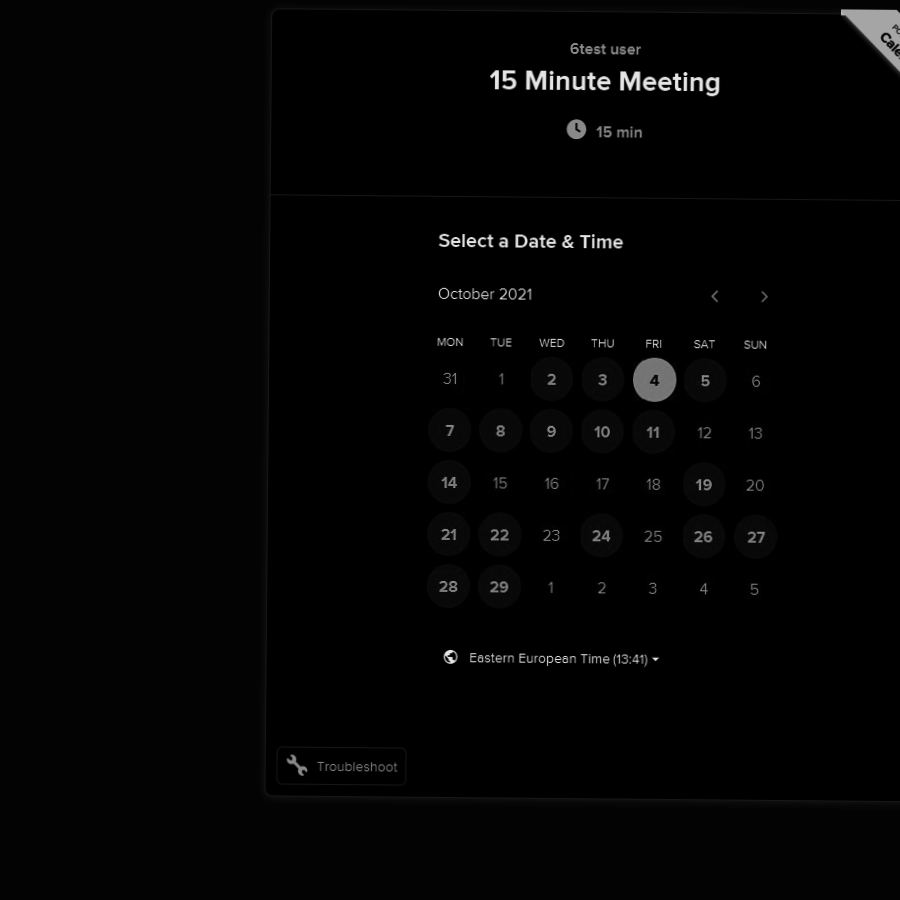 6test user
15 Minute Meeting
15 min
Select a Date & Time
October 2021
MON TUE WED THU FRI SAT SUN
31 1 2 3 4 5 6
7 8 9 10 11 12 13
14 15 16 17 18 19 20
21 22 23 24 25 26 27
28 29 1 2 3 4 5
Eastern European Time (13:41)
Troubleshoot